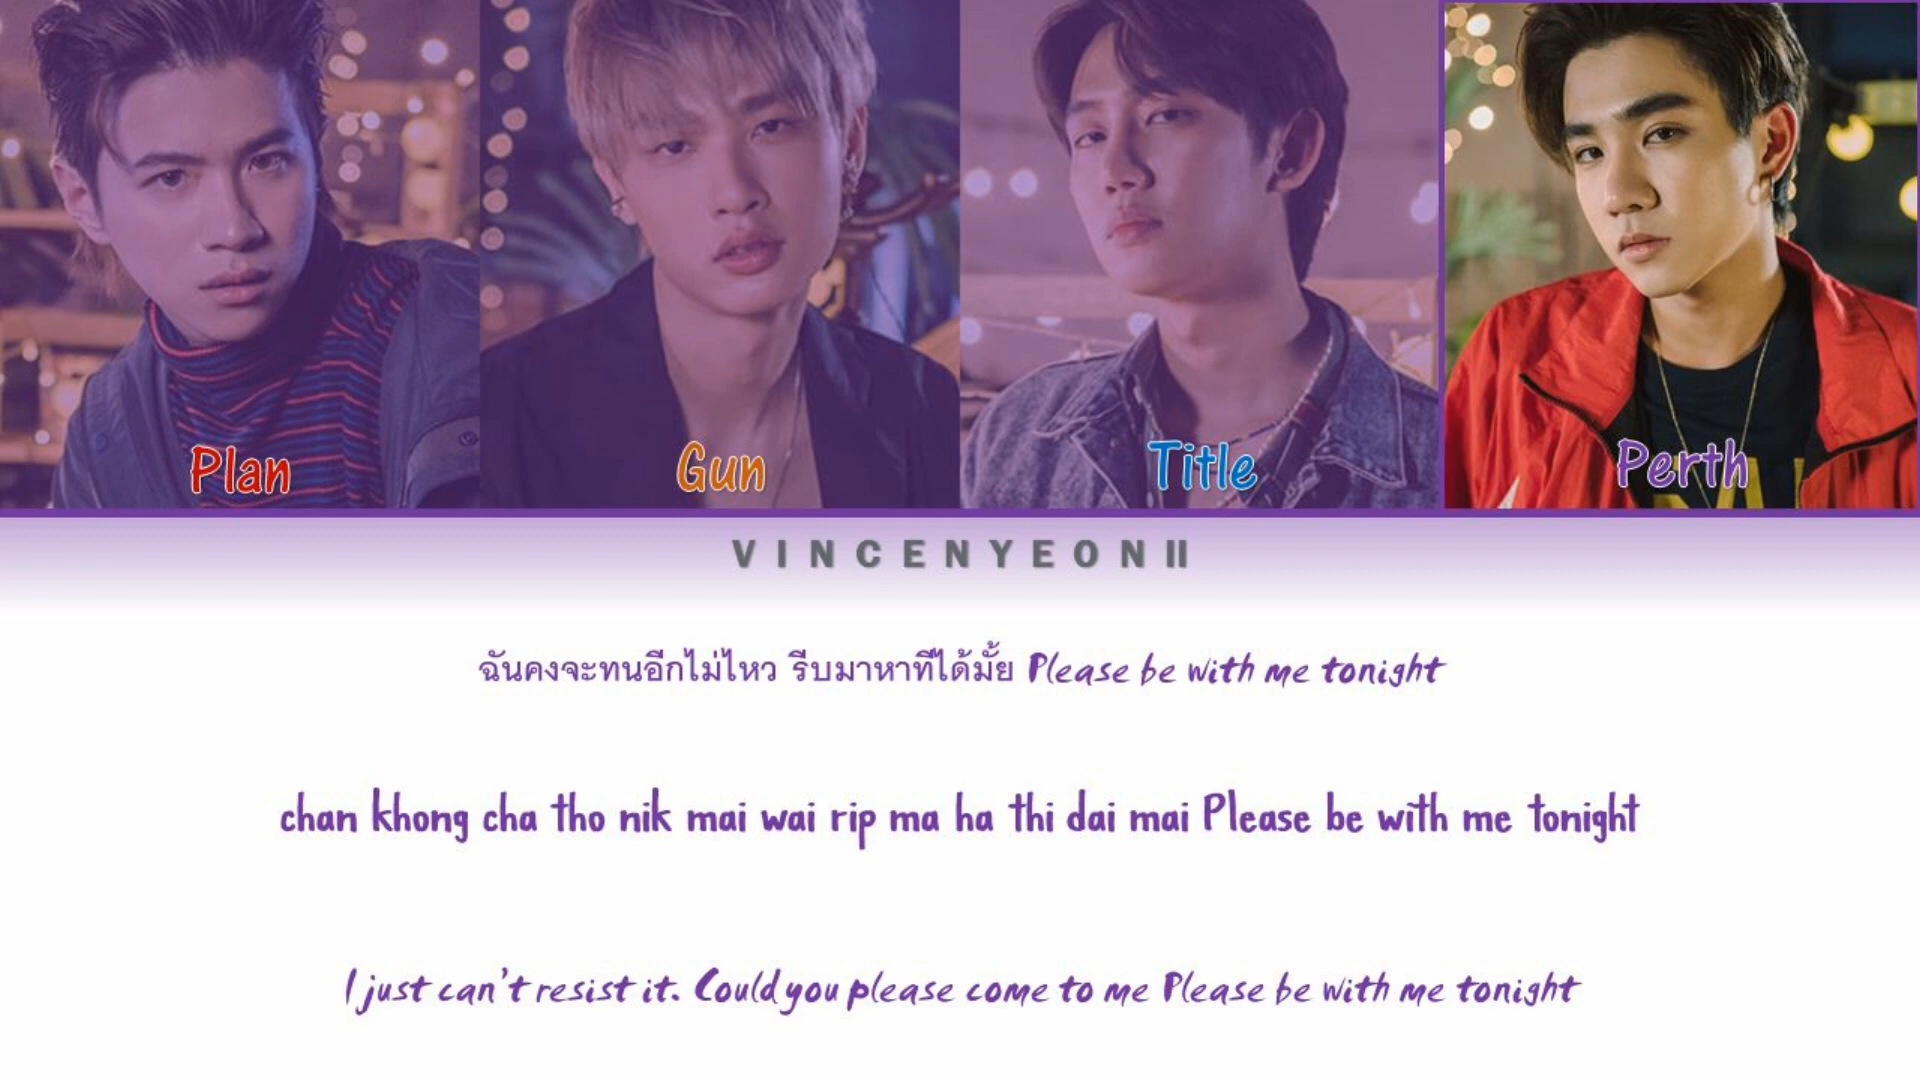 Plan
Gun
Title
Perth
VINCENYEONII
ฉันคงจะทนอีกไม่ไหว รีบมาหาทีได้มั้ย Please be with me tonight
chan khong cha tho nik mai wai rip ma ha thi dai mai Please be with me tonight
I just can't resist it. Could you please come to me Please be with me tonight